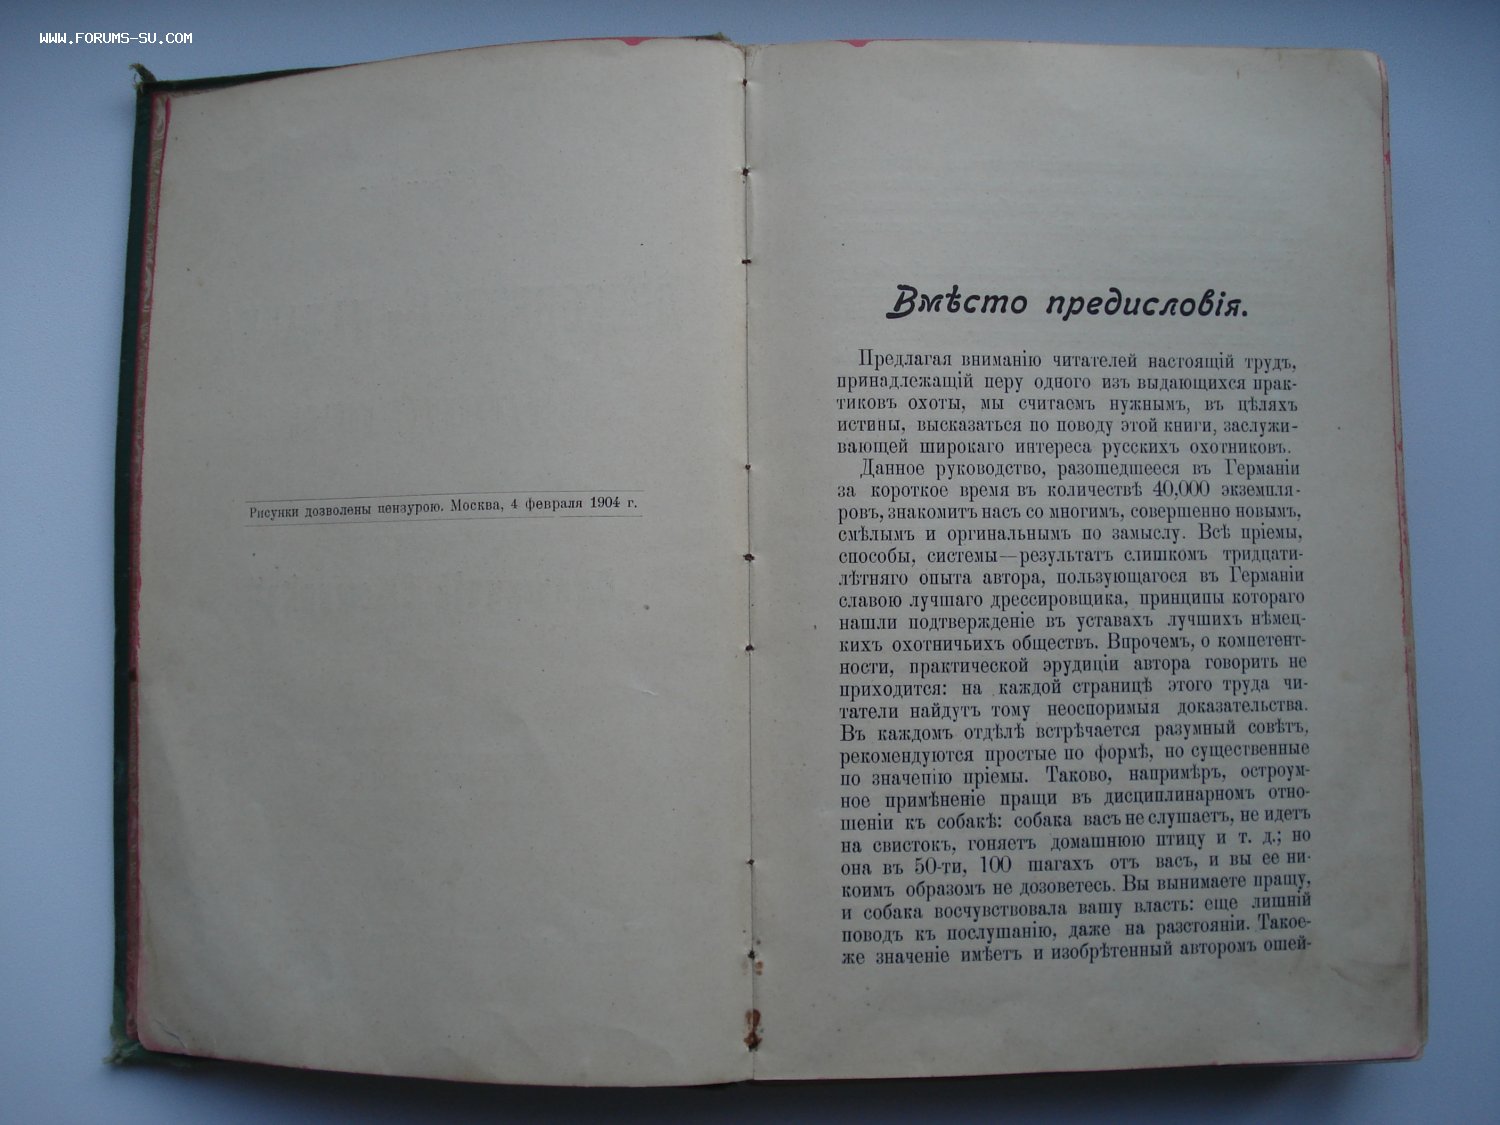 WWW.FORUMS-SU.COM
Рисунки дозволены цензурою. Москва, 4 февраля 1904 г.
Вмѣсто предисловія.
Предлагая вниманію читателей настоящій трудъ,
принадлежащій перу одного изъ выдающихся прак-
тиковъ охоты, мы считаемъ нужнымъ, въ цѣляхъ
истины, высказаться по поводу этой книги, заслужи-
вающей широкаго интереса русскихъ охотниковъ.
Данное руководство, разошедшееся въ Германіи
за короткое время въ количествѣ 40,000 экземпля-
ровъ, знакомитъ насъ со многимъ, совершенно новымъ,
смѣлымъ и оргинальнымъ по замыслу. Всѣ пріемы,
способы, системы—результатъ слишкомъ тридцати-
лѣтняго опыта автора, пользующагося въ Германіи
славою лучшаго дрессировщика, принципы котораго
нашли подтвержденіе въ уставахъ лучшихъ нѣмец-
кихъ охотничьихъ обществъ. Впрочемъ, о компетент-
ности, практической эрудиціи автора говорить не
приходится: на каждой страницѣ этого труда чи-
татели найдутъ тому неоспоримыя доказательства.
Въ каждомъ отдѣлѣ встрѣчается разумный совѣтъ,
рекомендуются простые по формѣ, но существенные
по значенію пріемы. Таково, напримѣръ, остроум-
ное примѣненіе пращи въ дисциплинарномъ отно-
шеніи къ собакѣ: собака васъ не слушаетъ, не идетъ
на свистокъ, гоняетъ домашнюю птицу и т. д.; но
она въ 50-ти, 100 шагахъ отъ васъ, и вы ее ни-
коимъ образомъ не дозоветесь. Вы вынимаете пращу,
и собака восчувствовала вашу власть: еще лишній
поводъ къ послушанію, даже на разстояніи. Такое-
же значеніе имѣетъ и изобрѣтенный авторомъ ошей-